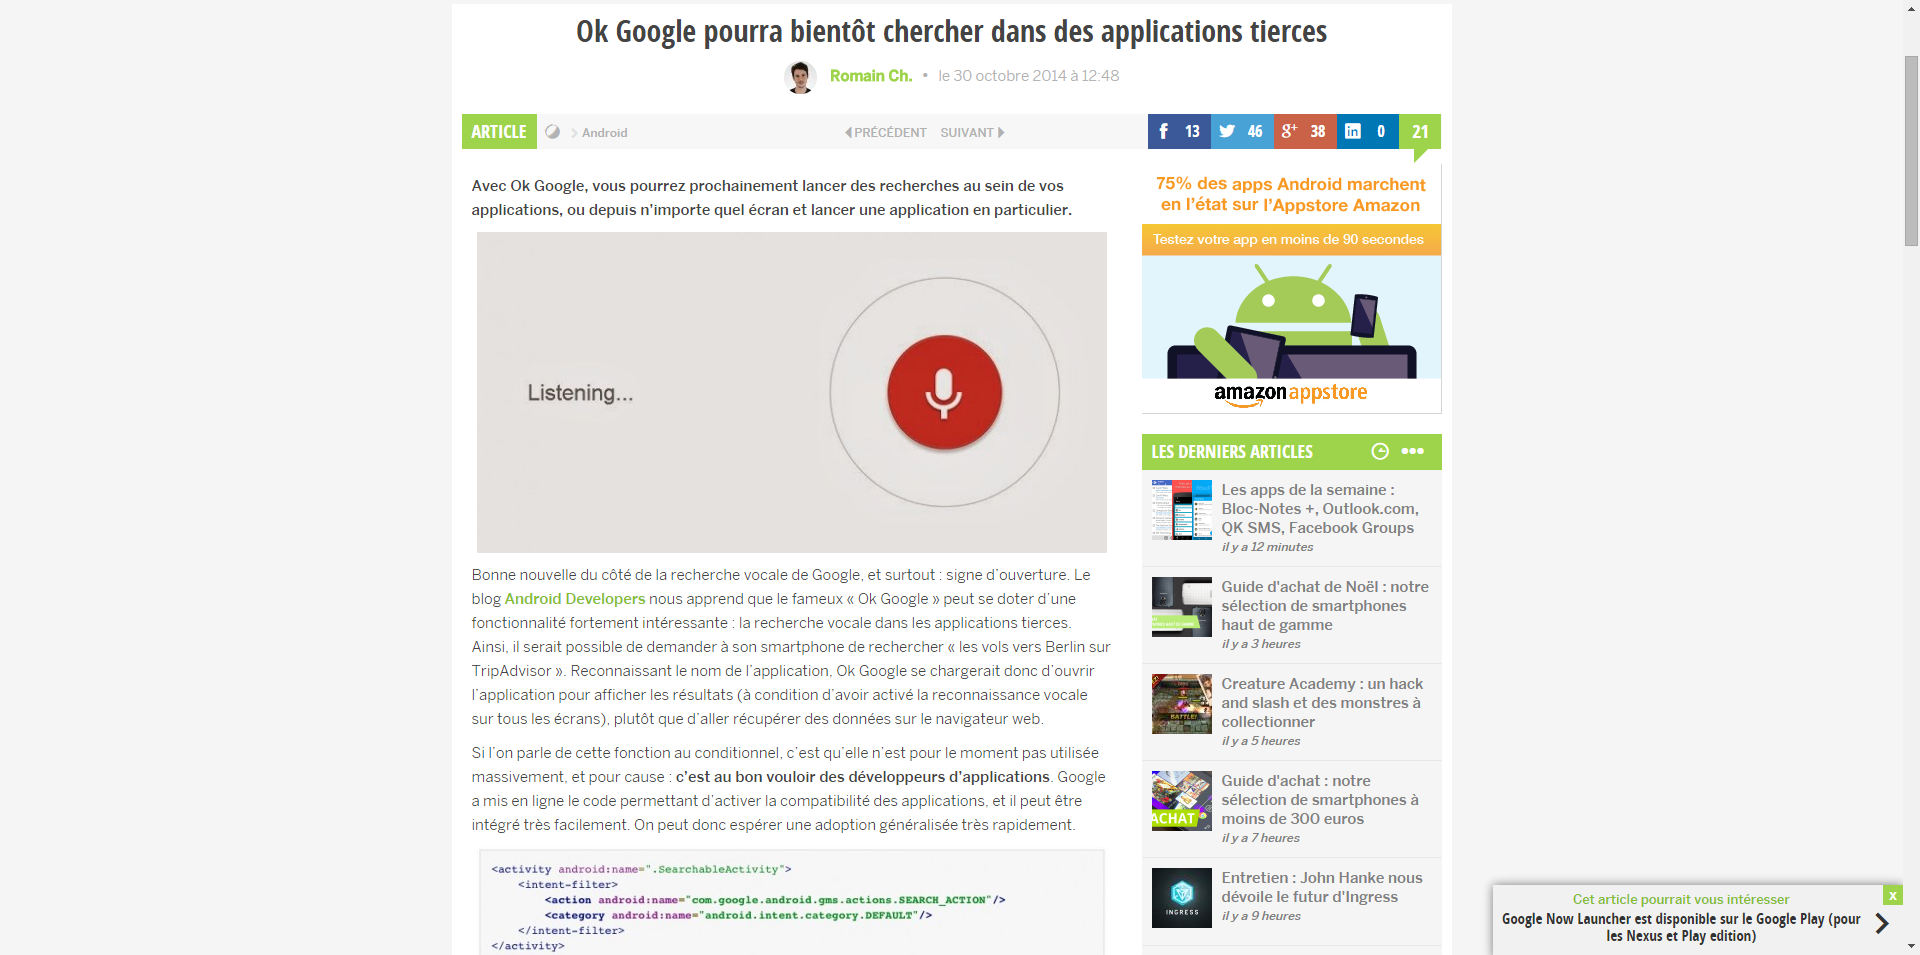 Ok Google pourra bientôt chercher dans des applications tierces
Romain Ch. • le 30 octobre 2014 à 12:48
ARTICLE
Android
PRÉCÉDENT SUIVANT
13
46
38
0
21
Avec Ok Google, vous pourrez prochainement lancer des recherches au sein de vos
applications, ou depuis n'importe quel écran et lancer une application en particulier.
Listening...
Bonne nouvelle du côté de la recherche vocale de Google, et surtout : signe d'ouverture. Le
blog Android Developers nous apprend que le fameux « Ok Google » peut se doter d'une
fonctionnalité fortement intéressante : la recherche vocale dans les applications tierces.
Ainsi, il serait possible de demander à son smartphone de rechercher « les vols vers Berlin sur
TripAdvisor ». Reconnaissant le nom de l'application, Ok Google se chargerait donc d'ouvrir
l'application pour afficher les résultats (à condition d'avoir activé la reconnaissance vocale
sur tous les écrans), plutôt que d'aller récupérer des données sur le navigateur web.
Si l'on parle de cette fonction au conditionnel, c'est qu'elle n'est pour le moment pas utilisée
massivement, et pour cause : c'est au bon vouloir des développeurs d'applications. Google
a mis en ligne le code permettant d'activer la compatibilité des applications, et il peut être
intégré très facilement. On peut donc espérer une adoption généralisée très rapidement.
<activity android:name=".SearchableActivity">
<intent-filter>
<action android:name="com.google.android.gms.actions.SEARCH_ACTION"/>
<category android:name="android.intent.category.DEFAULT"/>
</intent-filter>
</activity>
75% des apps Android marchent
en l'état sur l'Appstore Amazon
Testez votre app en moins de 90 secondes
amazon appstore
LES DERNIERS ARTICLES
Les apps de la semaine :
Bloc-Notes +, Outlook.com,
QK SMS, Facebook Groups
il y a 12 minutes
Guide d'achat de Noël : notre
sélection de smartphones
haut de gamme
il y a 3 heures
BATTLE!
Creature Academy : un hack
and slash et des monstres à
collectionner
il y a 5 heures
ACHAT
Guide d'achat : notre
sélection de smartphones à
moins de 300 euros
il y a 7 heures
INGRESS
Entretien : John Hanke nous
dévoile le futur d'Ingress
il y a 9 heures
Cet article pourrait vous intéresser
x
Google Now Launcher est disponible sur le Google Play (pour
les Nexus et Play edition)